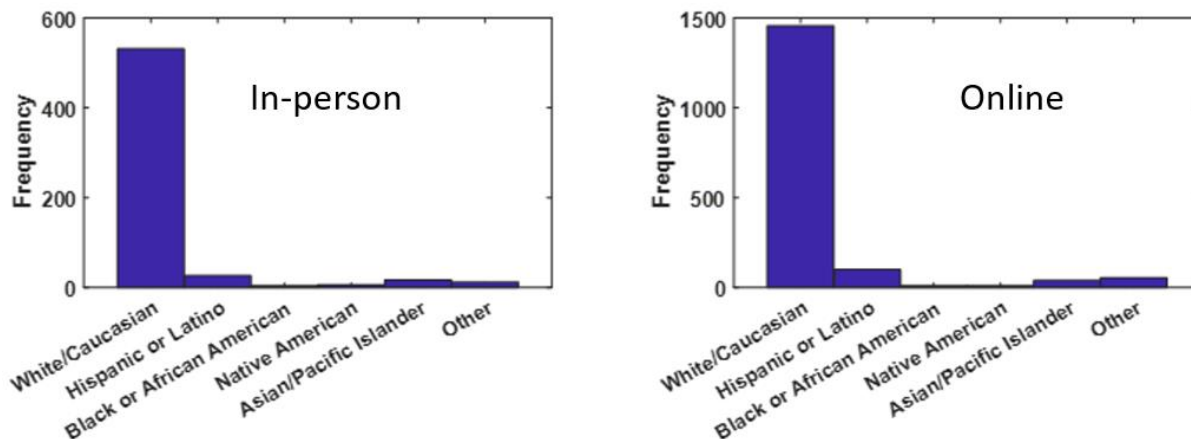 600
400
200
0
Frequency
In-person
White/Caucasian
Hispanic or Latino
Black or African American
Native American
Asian/Pacific Islander
Other
1500
1000
500
0
Frequency
Online
White/Caucasian
Hispanic or Latino
Black or African American
Native American
Asian/Pacific Islander
Other